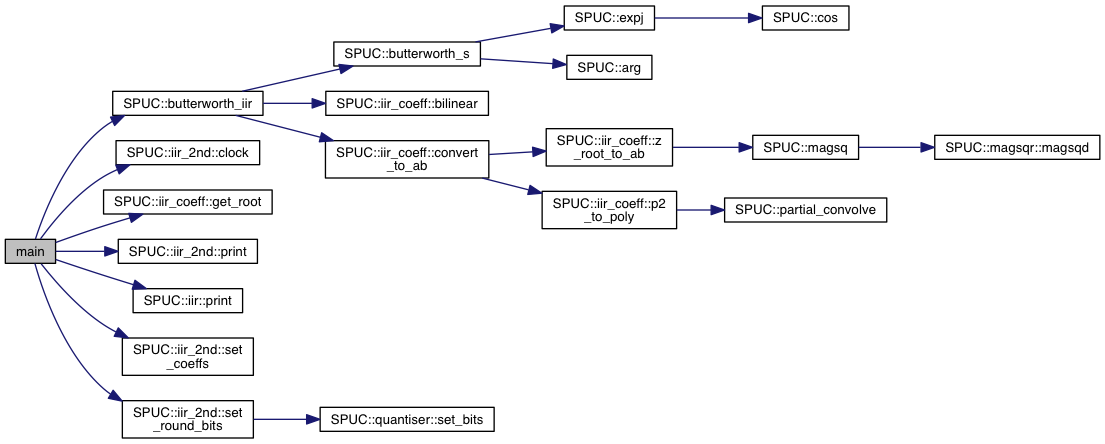 SPUC::expj
SPUC::cos
SPUC::butterworth_s
SPUC::arg
SPUC::butterworth_iir
SPUC::iir_coeff::bilinear
SPUC::iir_2nd::clock
SPUC::iir_coeff::convert
_to_ab
SPUC::iir_coeff::z
_root_to_ab
SPUC::magsq
SPUC::magsqr::magsqd
SPUC::iir_coeff::get_root
SPUC::iir_coeff::p2
_to_poly
SPUC::partial_convolve
main
SPUC::iir_2nd::print
SPUC::iir::print
SPUC::iir_2nd::set
_coeffs
SPUC::iir_2nd::set
_round_bits
SPUC::quantiser::set_bits